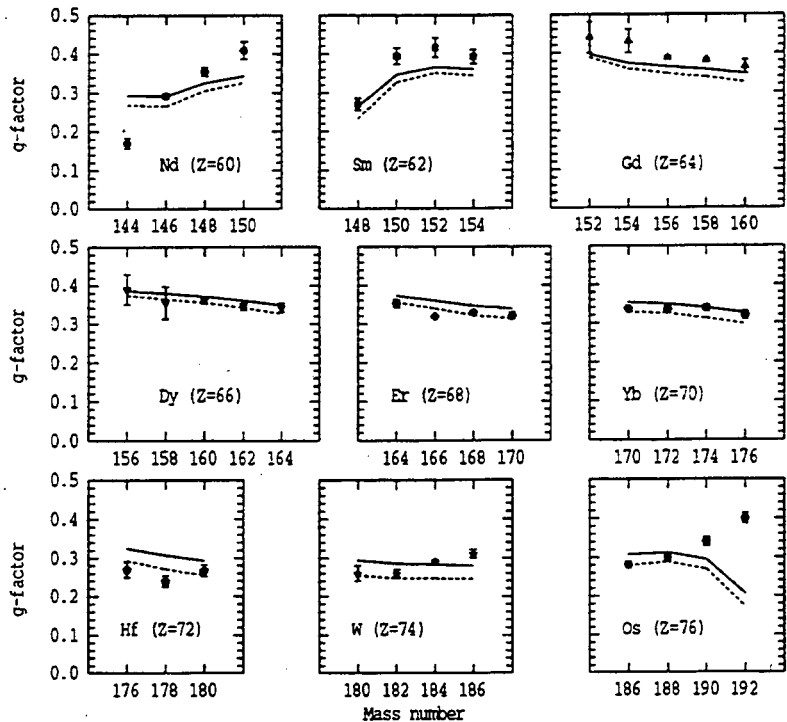 0.5
0.4
0.3
0.2
0.1
0.0
g-factor
Nd (Z=60)
144 146 148 150
Sm (Z=62)
148 150 152 154
Gd (Z=64)
152 154 156 158 160
0.5
0.4
0.3
0.2
0.1
0.0
g-factor
Dy (Z=66)
156 158 160 162 164
Er (Z=68)
164 166 168 170
Yb (Z=70)
170 172 174 176
0.5
0.4
0.3
0.2
0.1
0.0
g-factor
Hf (Z=72)
176 178 180
W (Z=74)
180 182 184 186
Os (Z=76)
186 188 190 192
Mass number